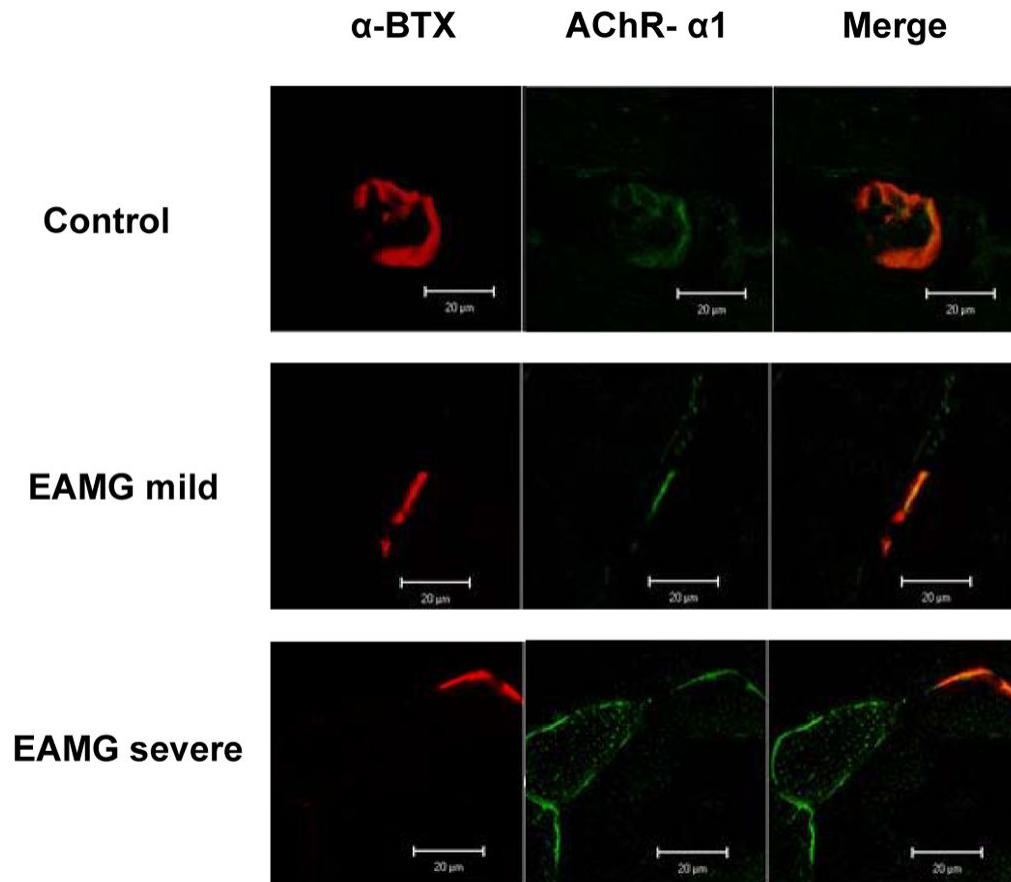 α-BTX AChR- α1 Merge
Control
20 µm 20 µm 20 µm
EAMG mild
20 µm 20 µm 20 µm
EAMG severe
20 µm 20 µm 20 µm